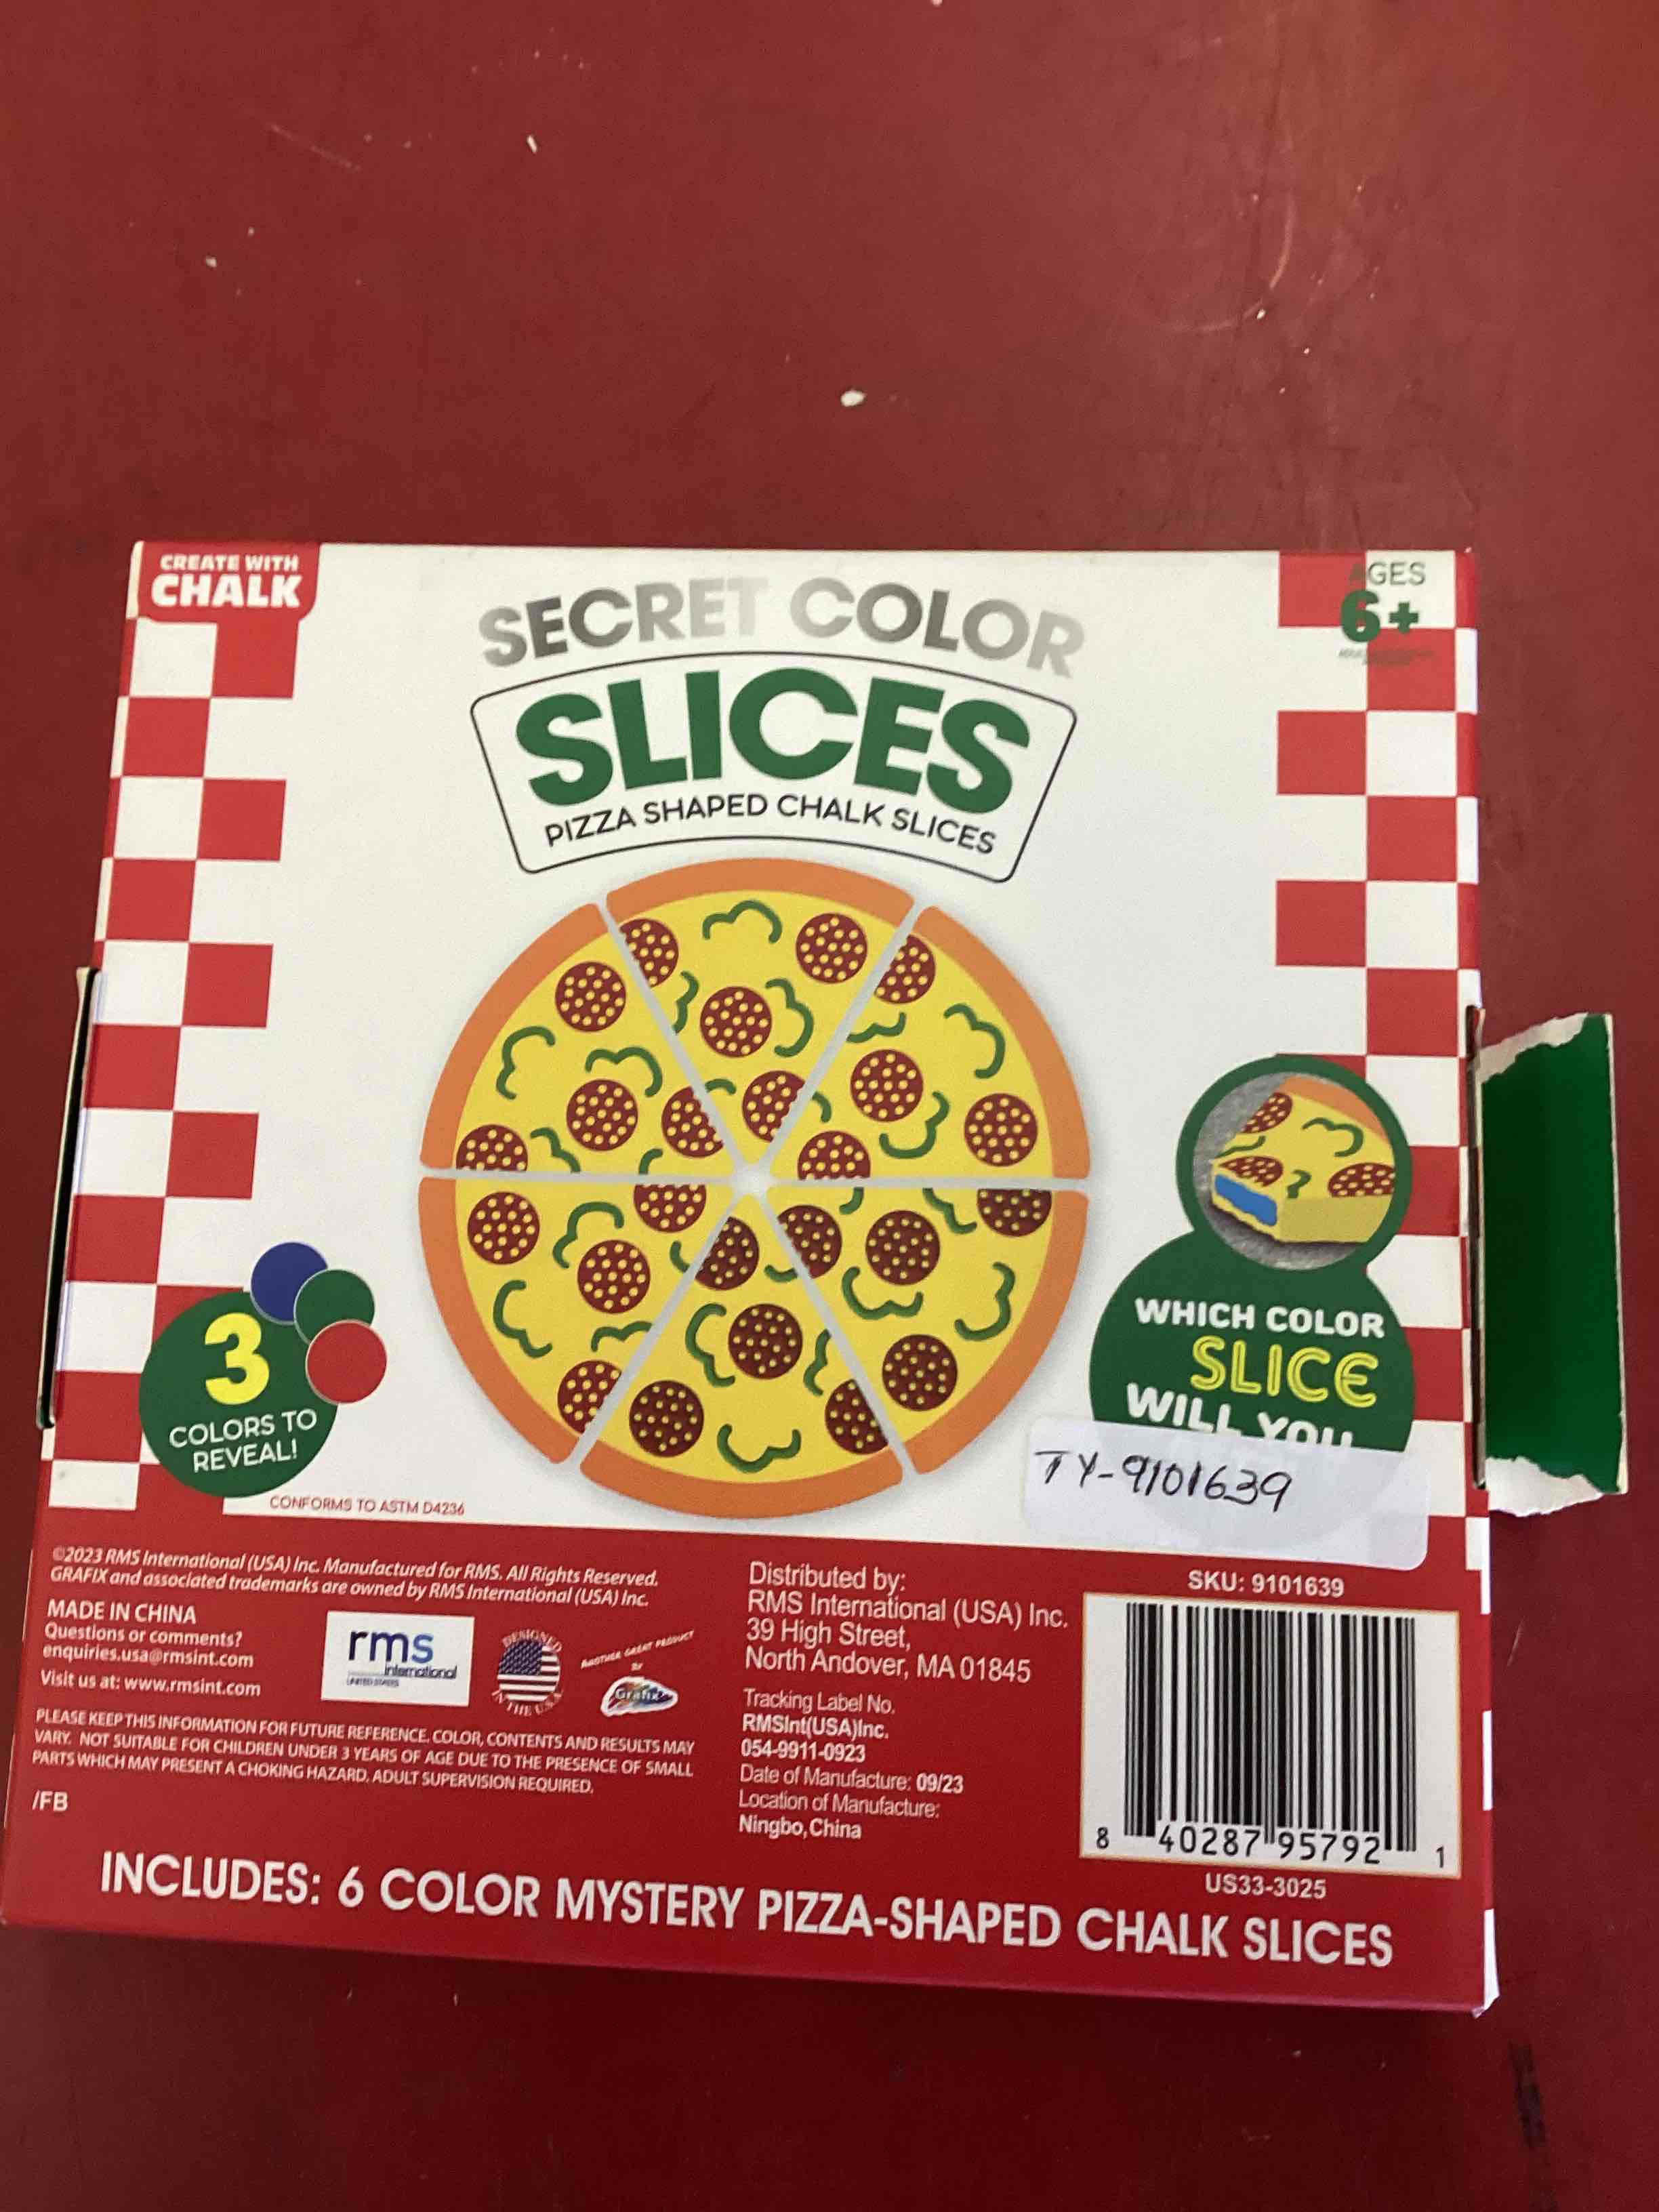 CREATE WITH
CHALK
SECRET COLOR
SLICES
PIZZA SHAPED CHALK SLICES
AGES
6+
3
COLORS TO
REVEAL!
WHICH COLOR
SLICE
WILL YOU
TY-9101639
CONFORMS TO ASTM D4236
©2023 RMS International (USA) Inc. Manufactured for RMS. All Rights Reserved.
GRAFIX and associated trademarks are owned by RMS International (USA) Inc.
MADE IN CHINA
Questions or comments?
enquiries.usa@rmsint.com
Visit us at: www.rmsint.com
rms
international
UNITED STATES
DESIGNED
IN THE U.S.A.
ANOTHER GREAT PRODUCT
BY
Grafix
PLEASE KEEP THIS INFORMATION FOR FUTURE REFERENCE. COLOR, CONTENTS AND RESULTS MAY
VARY. NOT SUITABLE FOR CHILDREN UNDER 3 YEARS OF AGE DUE TO THE PRESENCE OF SMALL
PARTS WHICH MAY PRESENT A CHOKING HAZARD. ADULT SUPERVISION REQUIRED.
/FB
Distributed by:
RMS International (USA) Inc.
39 High Street,
North Andover, MA 01845
Tracking Label No.
RMSInt(USA)Inc.
054-9911-0923
Date of Manufacture: 09/23
Location of Manufacture:
Ningbo,China
SKU: 9101639
8 40287 95792 1
US33-3025
INCLUDES: 6 COLOR MYSTERY PIZZA-SHAPED CHALK SLICES